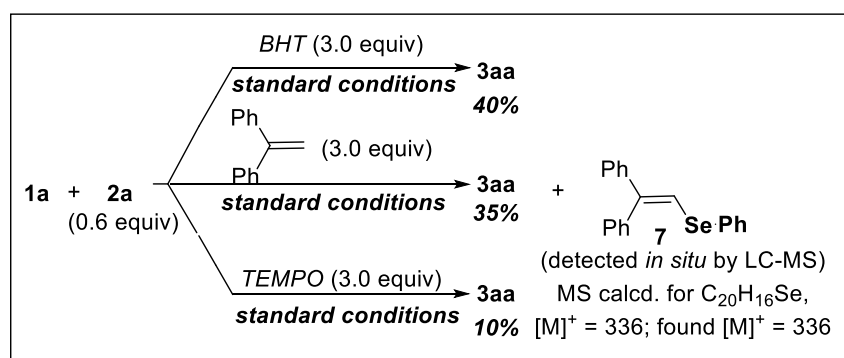 BHT (3.0 equiv)
standard conditions
3aa
40%
Ph
Ph
(3.0 equiv)
1a + 2a
(0.6 equiv)
standard conditions
3aa
35%
+
Ph
Ph
Se Ph
7
(detected in situ by LC-MS)
MS calcd. for C₂₀H₁₆Se,
[M]⁺ = 336; found [M]⁺ = 336
TEMPO (3.0 equiv)
standard conditions
3aa
10%